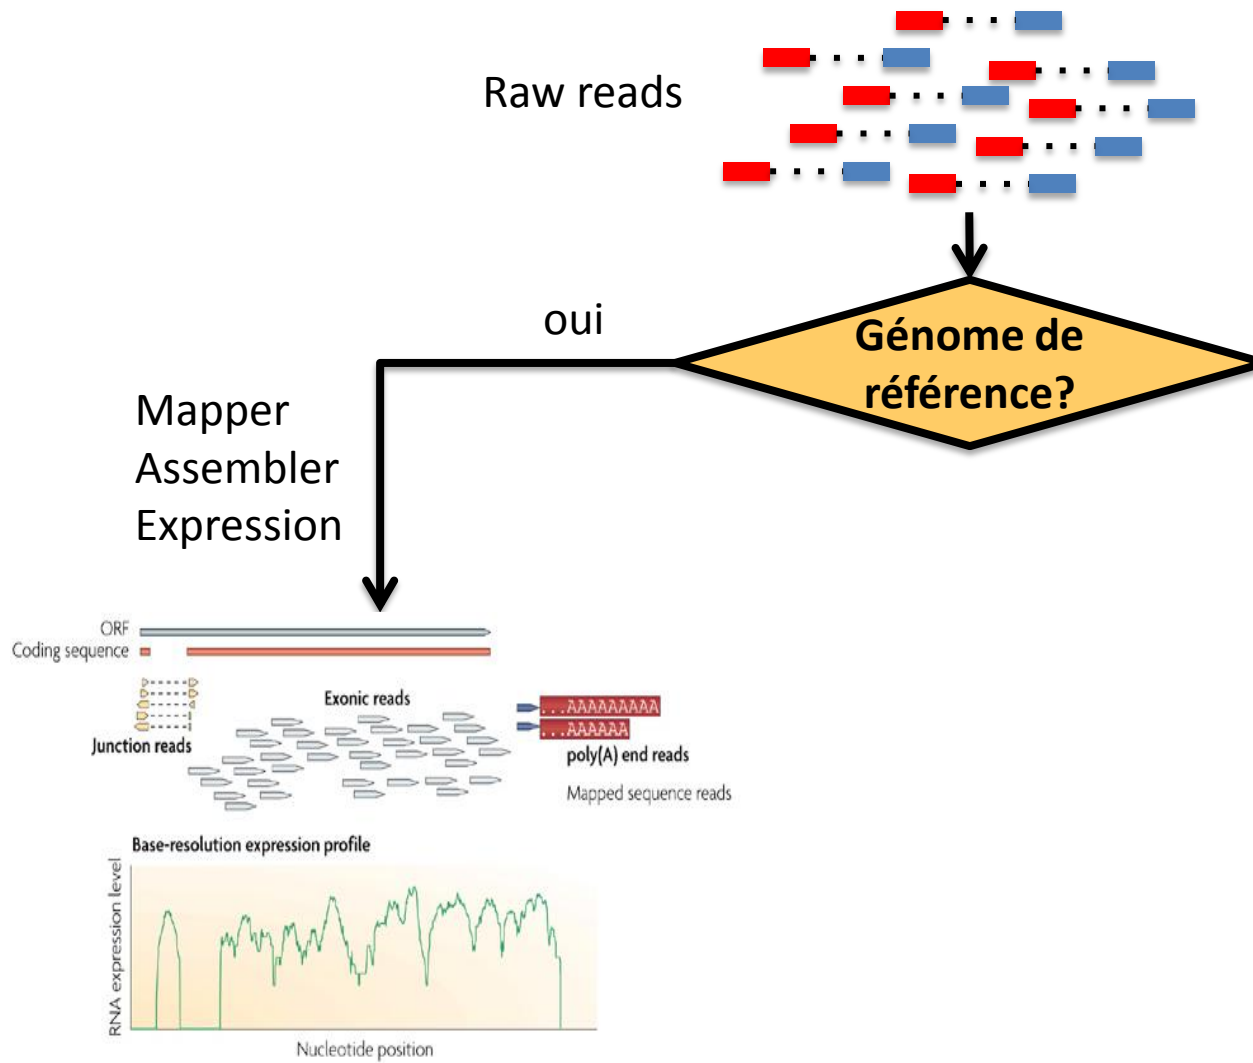 Raw reads
oui
Génome de
référence?
Mapper
Assembler
Expression
ORF
Coding sequence
Exonic reads
...AAAAAAAAA
...AAAAAA
Junction reads
poly(A) end reads
Mapped sequence reads
Base-resolution expression profile
RNA expression level
Nucleotide position